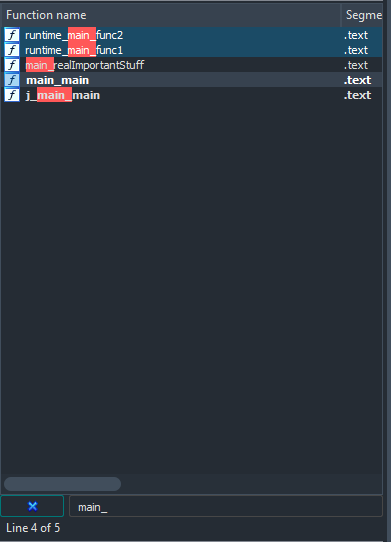 Function name Segme
f runtime_main_func2 .text
f runtime_main_func1 .text
f main_realImportantStuff .text
f main_main .text
f j_main_main .text
main_
Line 4 of 5